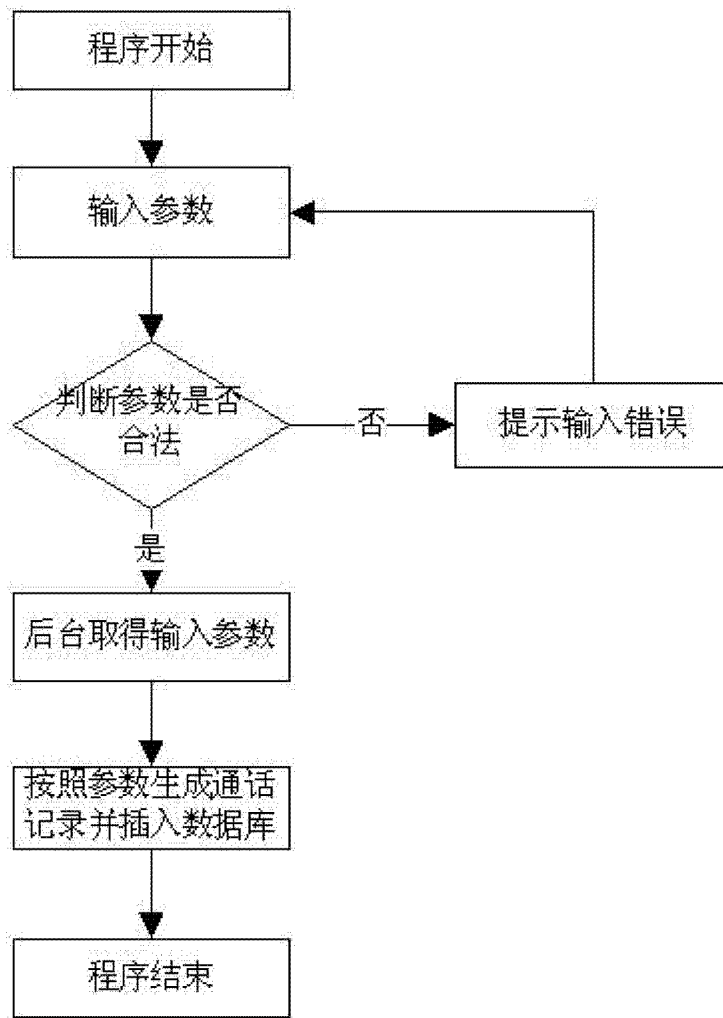 程序开始
输入参数
判断参数是否
合法
否
提示输入错误
是
后台取得输入参数
按照参数生成通话
记录并插入数据库
程序结束